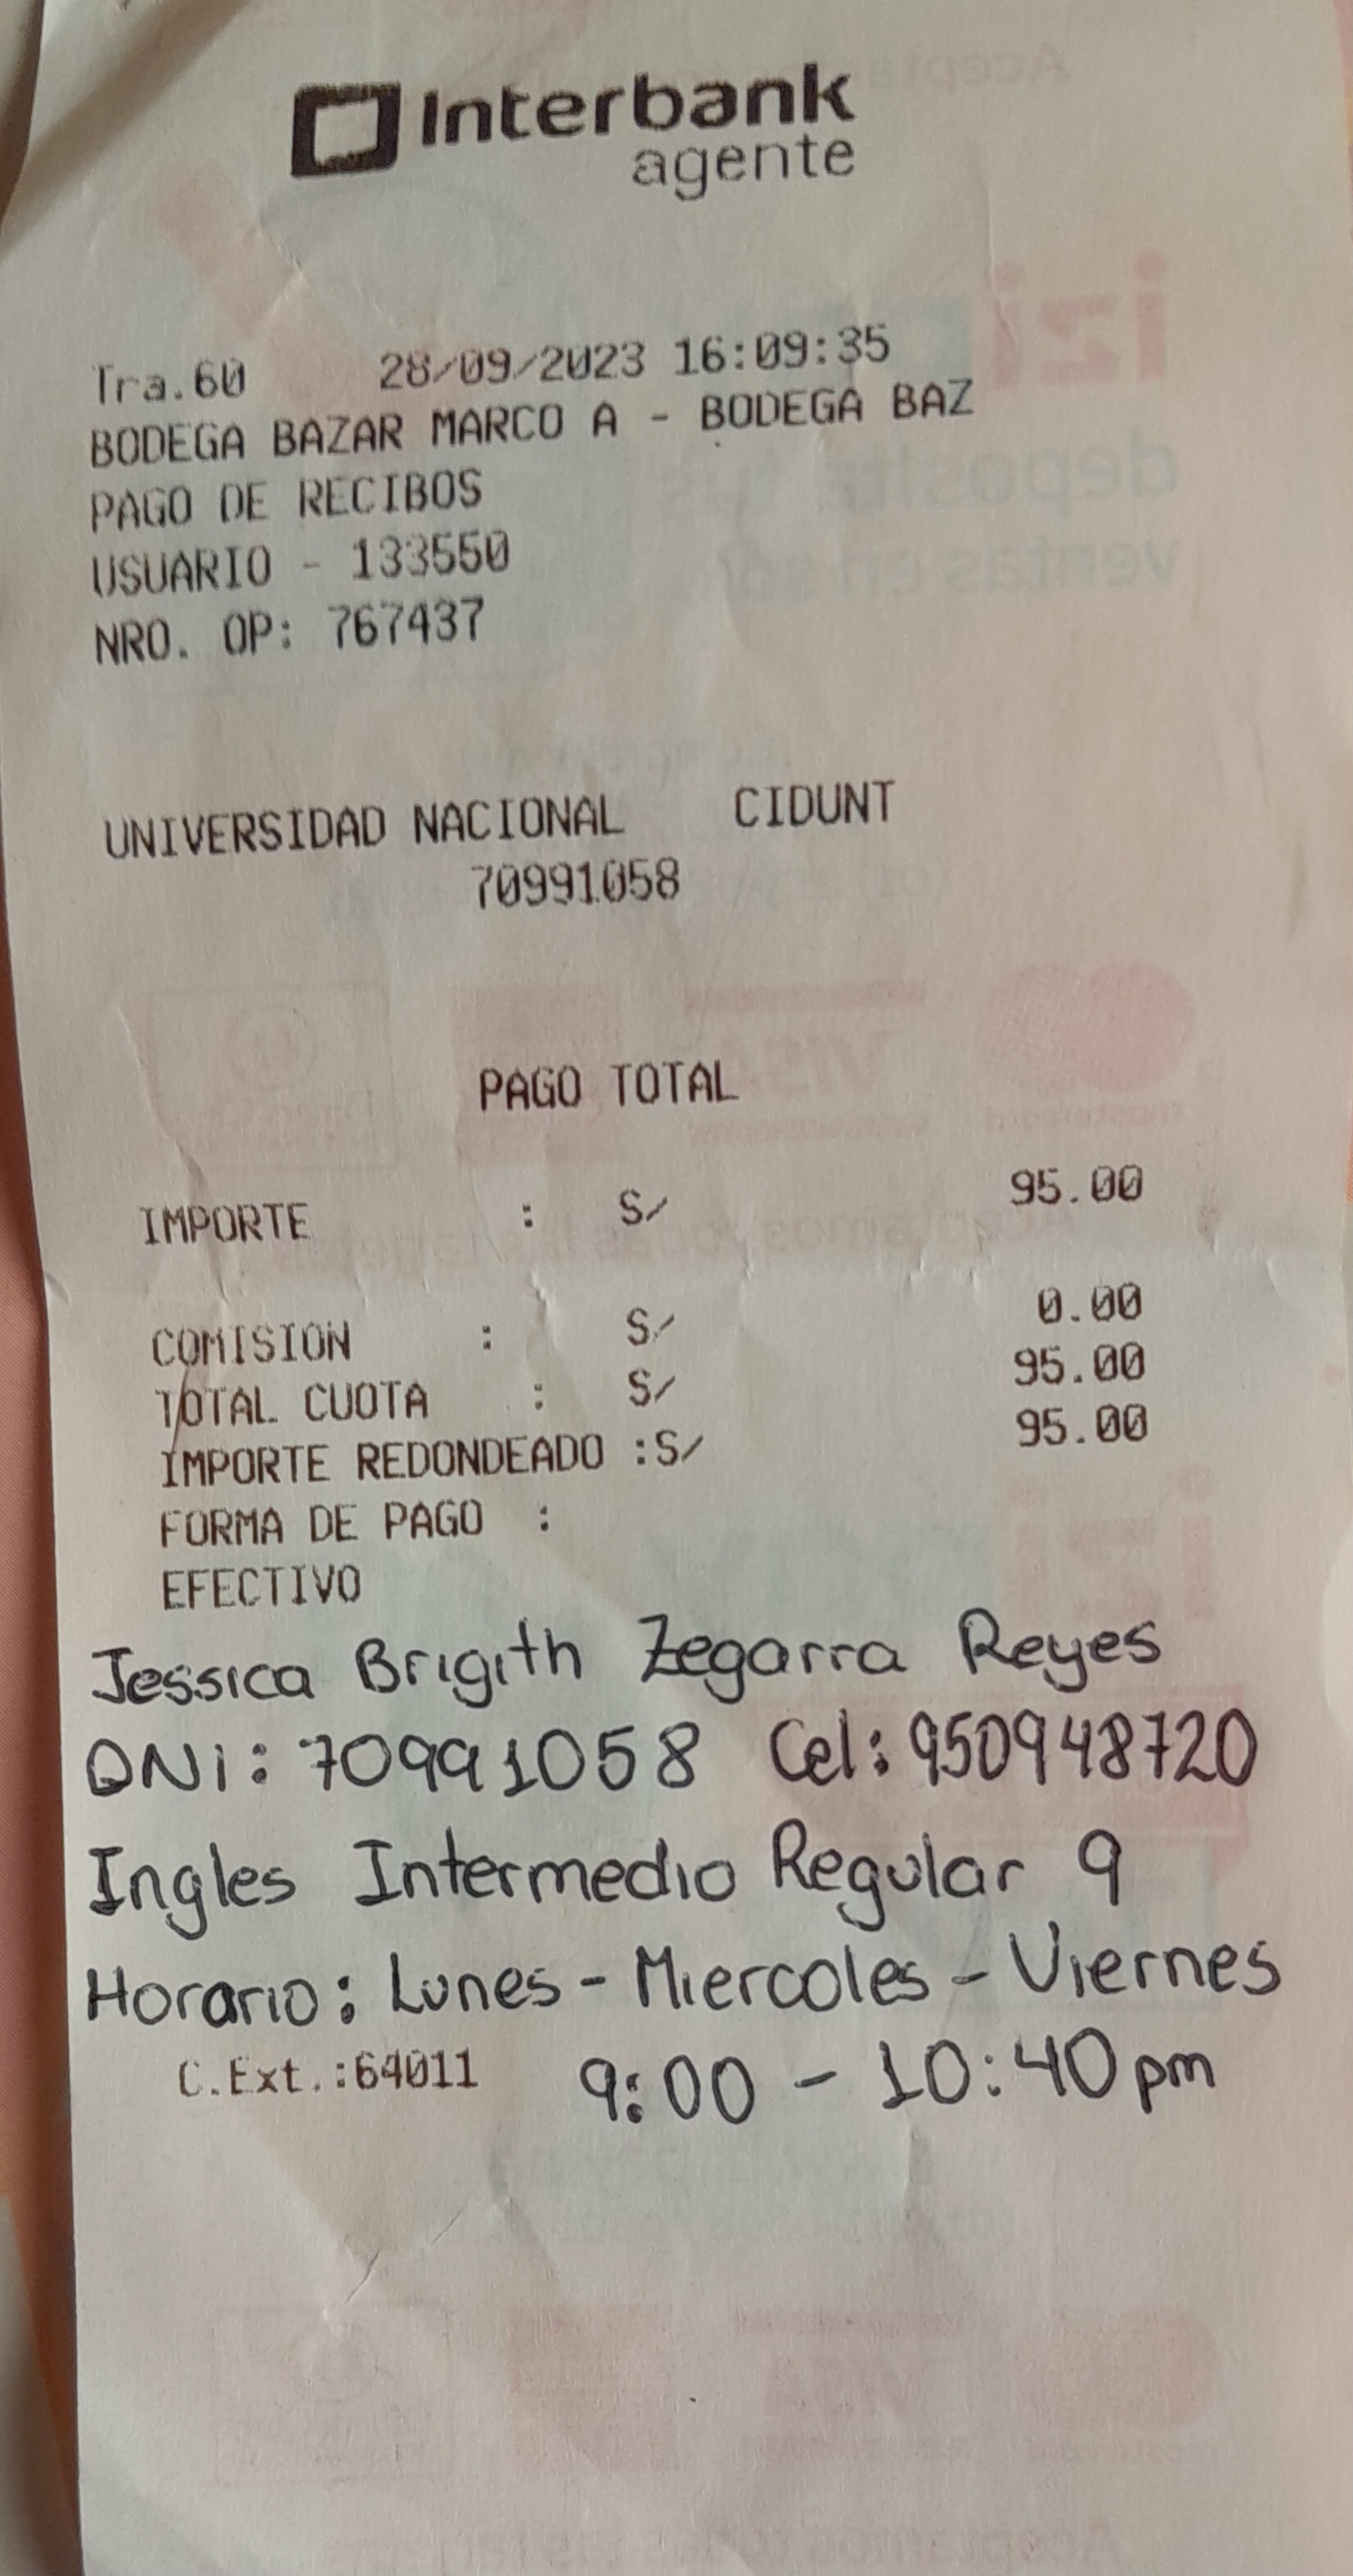 Interbank
agente
Tra.60 28/09/2023 16:09:35
BODEGA BAZAR MARCO A - BODEGA BAZ
PAGO DE RECIBOS
USUARIO - 133550
NRO. OP: 767437
UNIVERSIDAD NACIONAL CIDUNT
70991058
PAGO TOTAL
IMPORTE : S/ 95.00
COMISION : S/ 0.00
TOTAL CUOTA : S/ 95.00
IMPORTE REDONDEADO :S/ 95.00
FORMA DE PAGO :
EFECTIVO
Jessica Brigith Zegarra Reyes
DNI: 70991058 Cel: 950948720
Ingles Intermedio Regular 9
Horario: Lunes - Miercoles - Viernes
C.Ext.:64011 9:00 - 10:40 pm